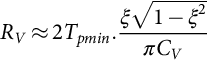 R_V ≈ 2T_{pmin}. \frac{ξ\sqrt{1 − ξ^2}}{πC_V}